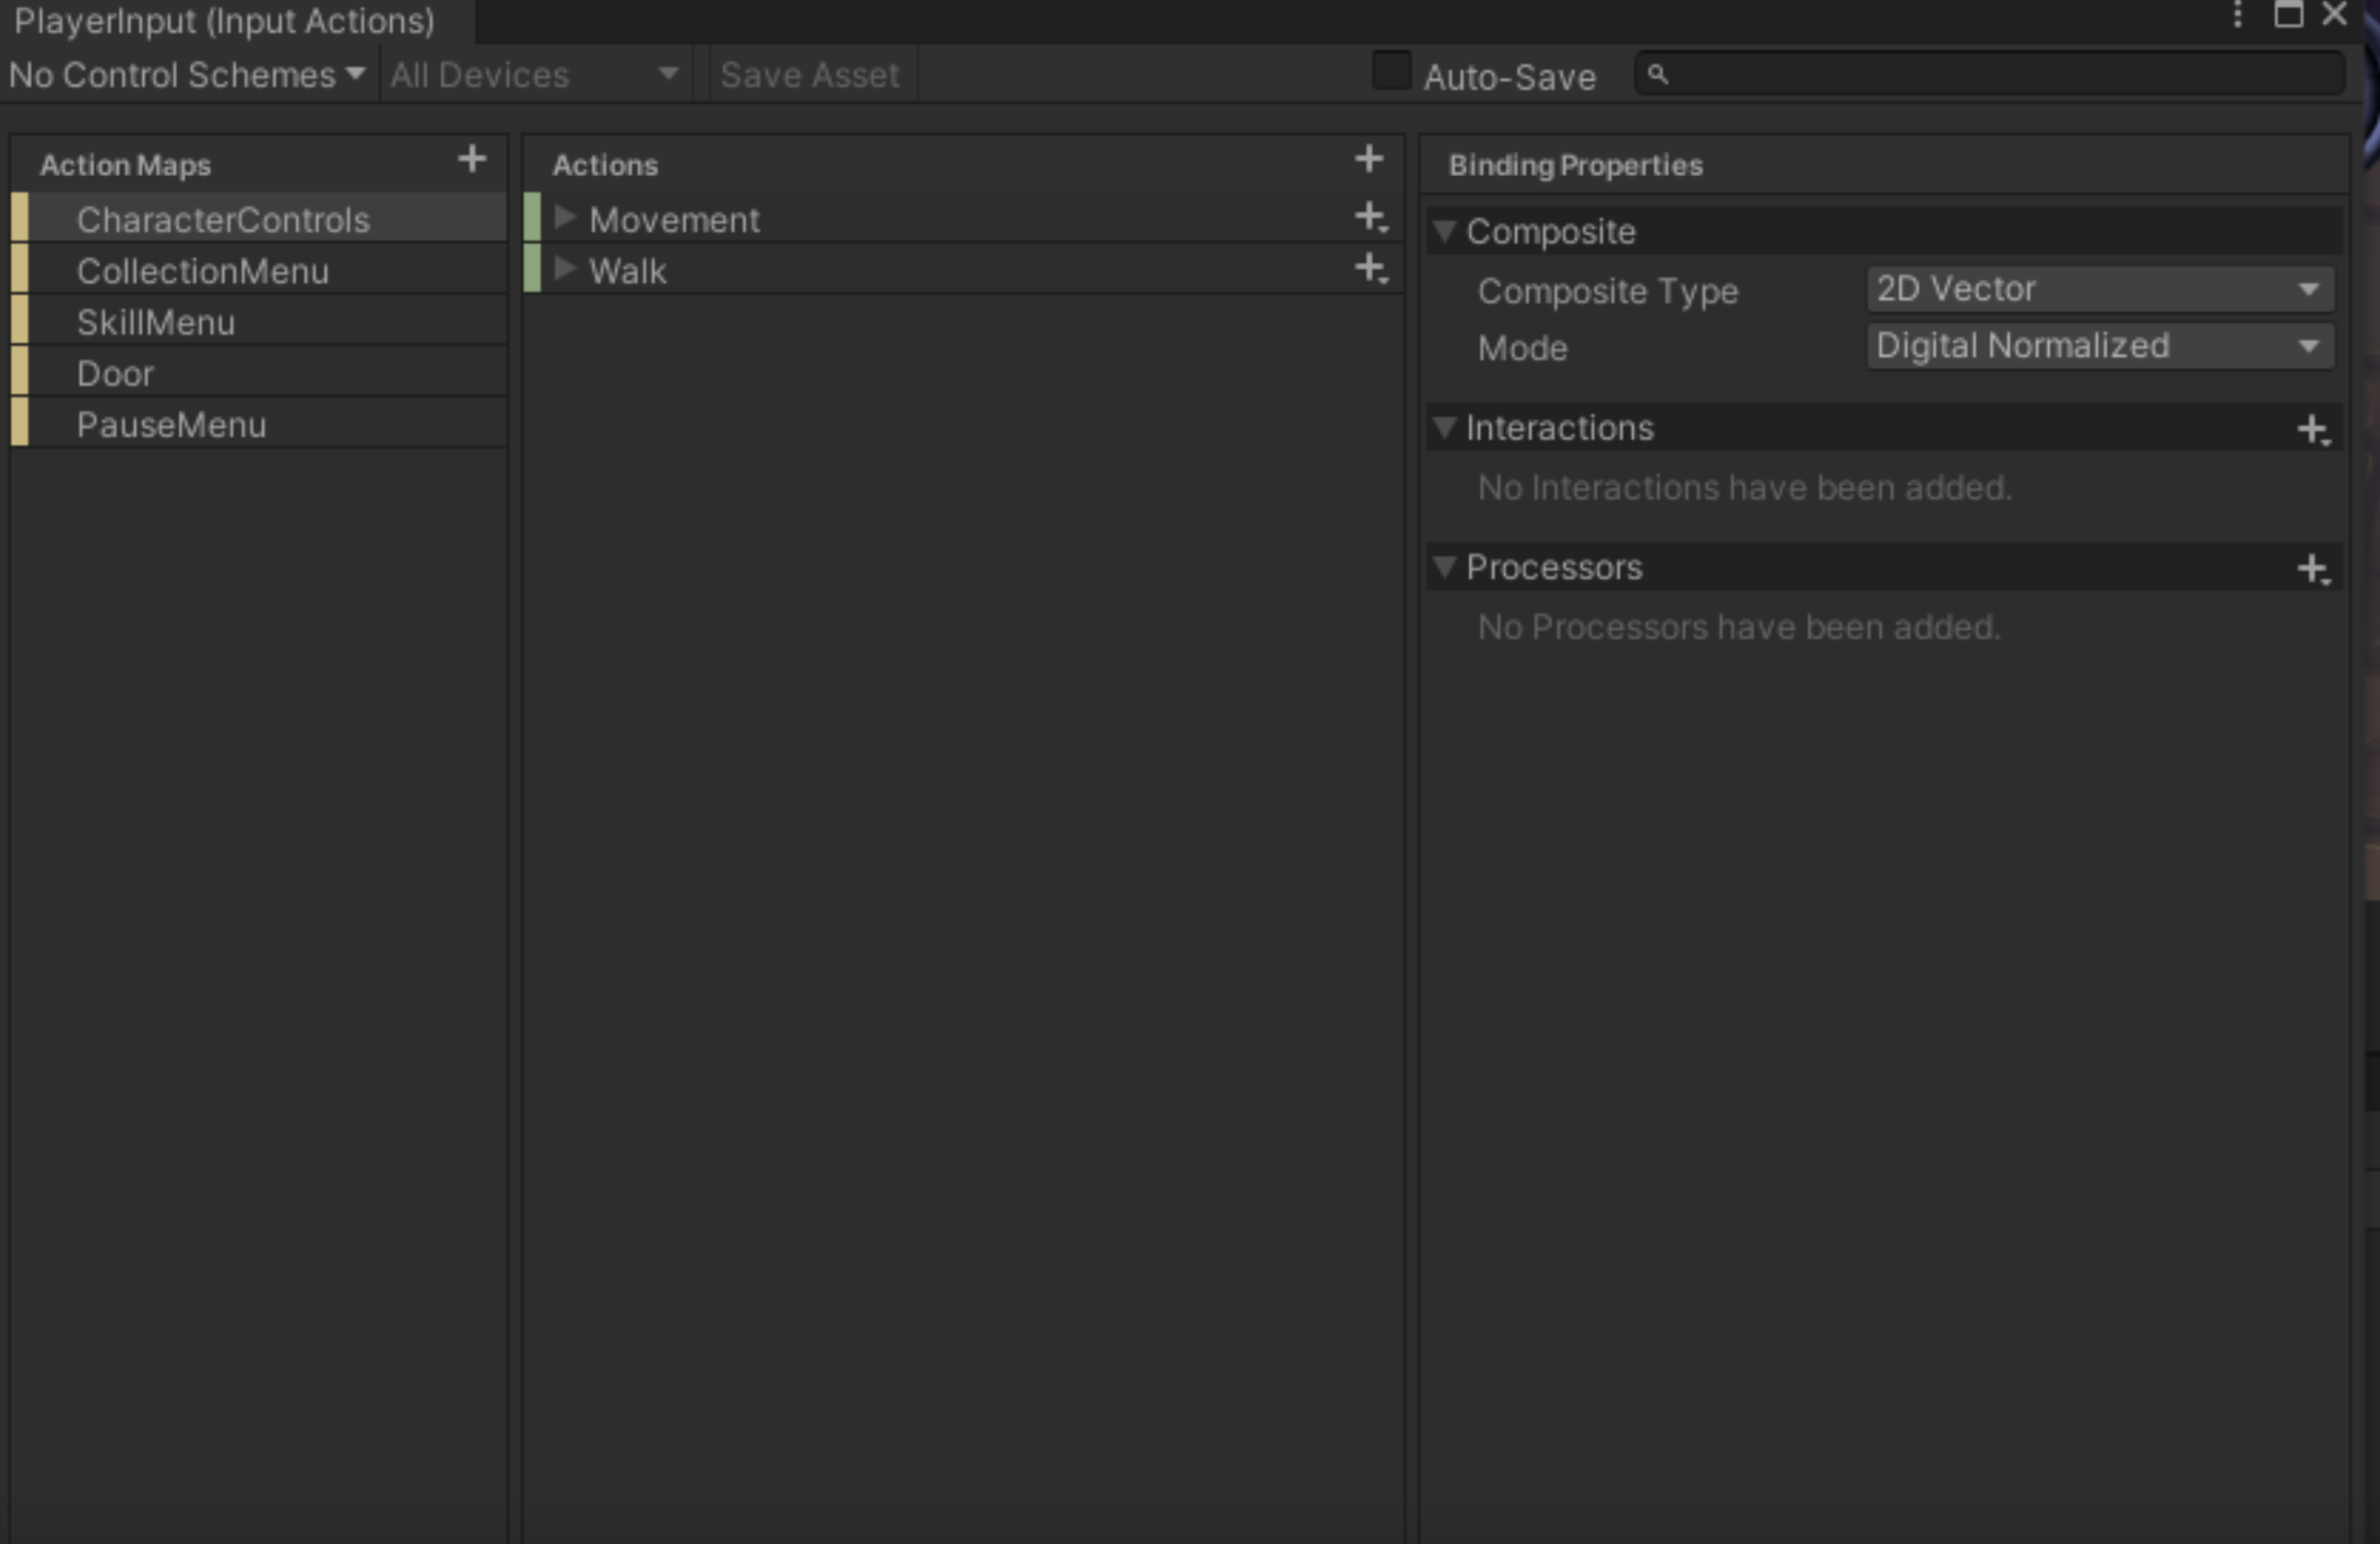 PlayerInput (Input Actions)
No Control Schemes All Devices Save Asset Auto-Save
Action Maps
CharacterControls
CollectionMenu
SkillMenu
Door
PauseMenu
Actions
Movement
Walk
Binding Properties
Composite
Composite Type 2D Vector
Mode Digital Normalized
Interactions
No Interactions have been added.
Processors
No Processors have been added.